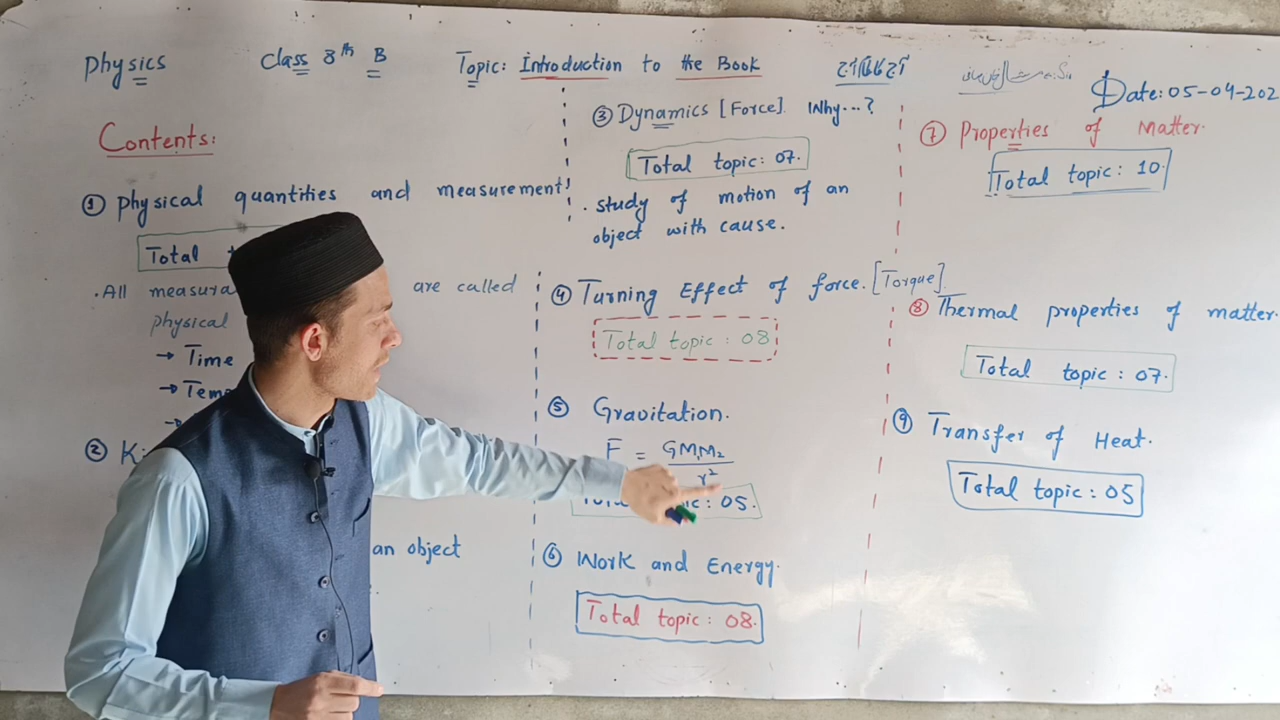 Physics
Class 8th B
Topic: Introduction to the Book
Date: 05-04-202
Contents:
① Physical quantities and measurement
Total
. All measura
are called
physical
→ Time
→ Tem
② K
an object
③ Dynamics [Force]. Why...?
Total topic: 07.
. study of motion of an
object with cause.
④ Turning Effect of force. [Torque].
Total topic: 08
⑤ Gravitation.
F = GM₁M₂
r²
ic: 05.
⑥ Work and Energy.
Total topic: 08.
⑦ Properties of Matter.
Total topic: 10.
⑧ Thermal properties of matter.
Total topic: 07.
⑨ Transfer of Heat.
Total topic: 05